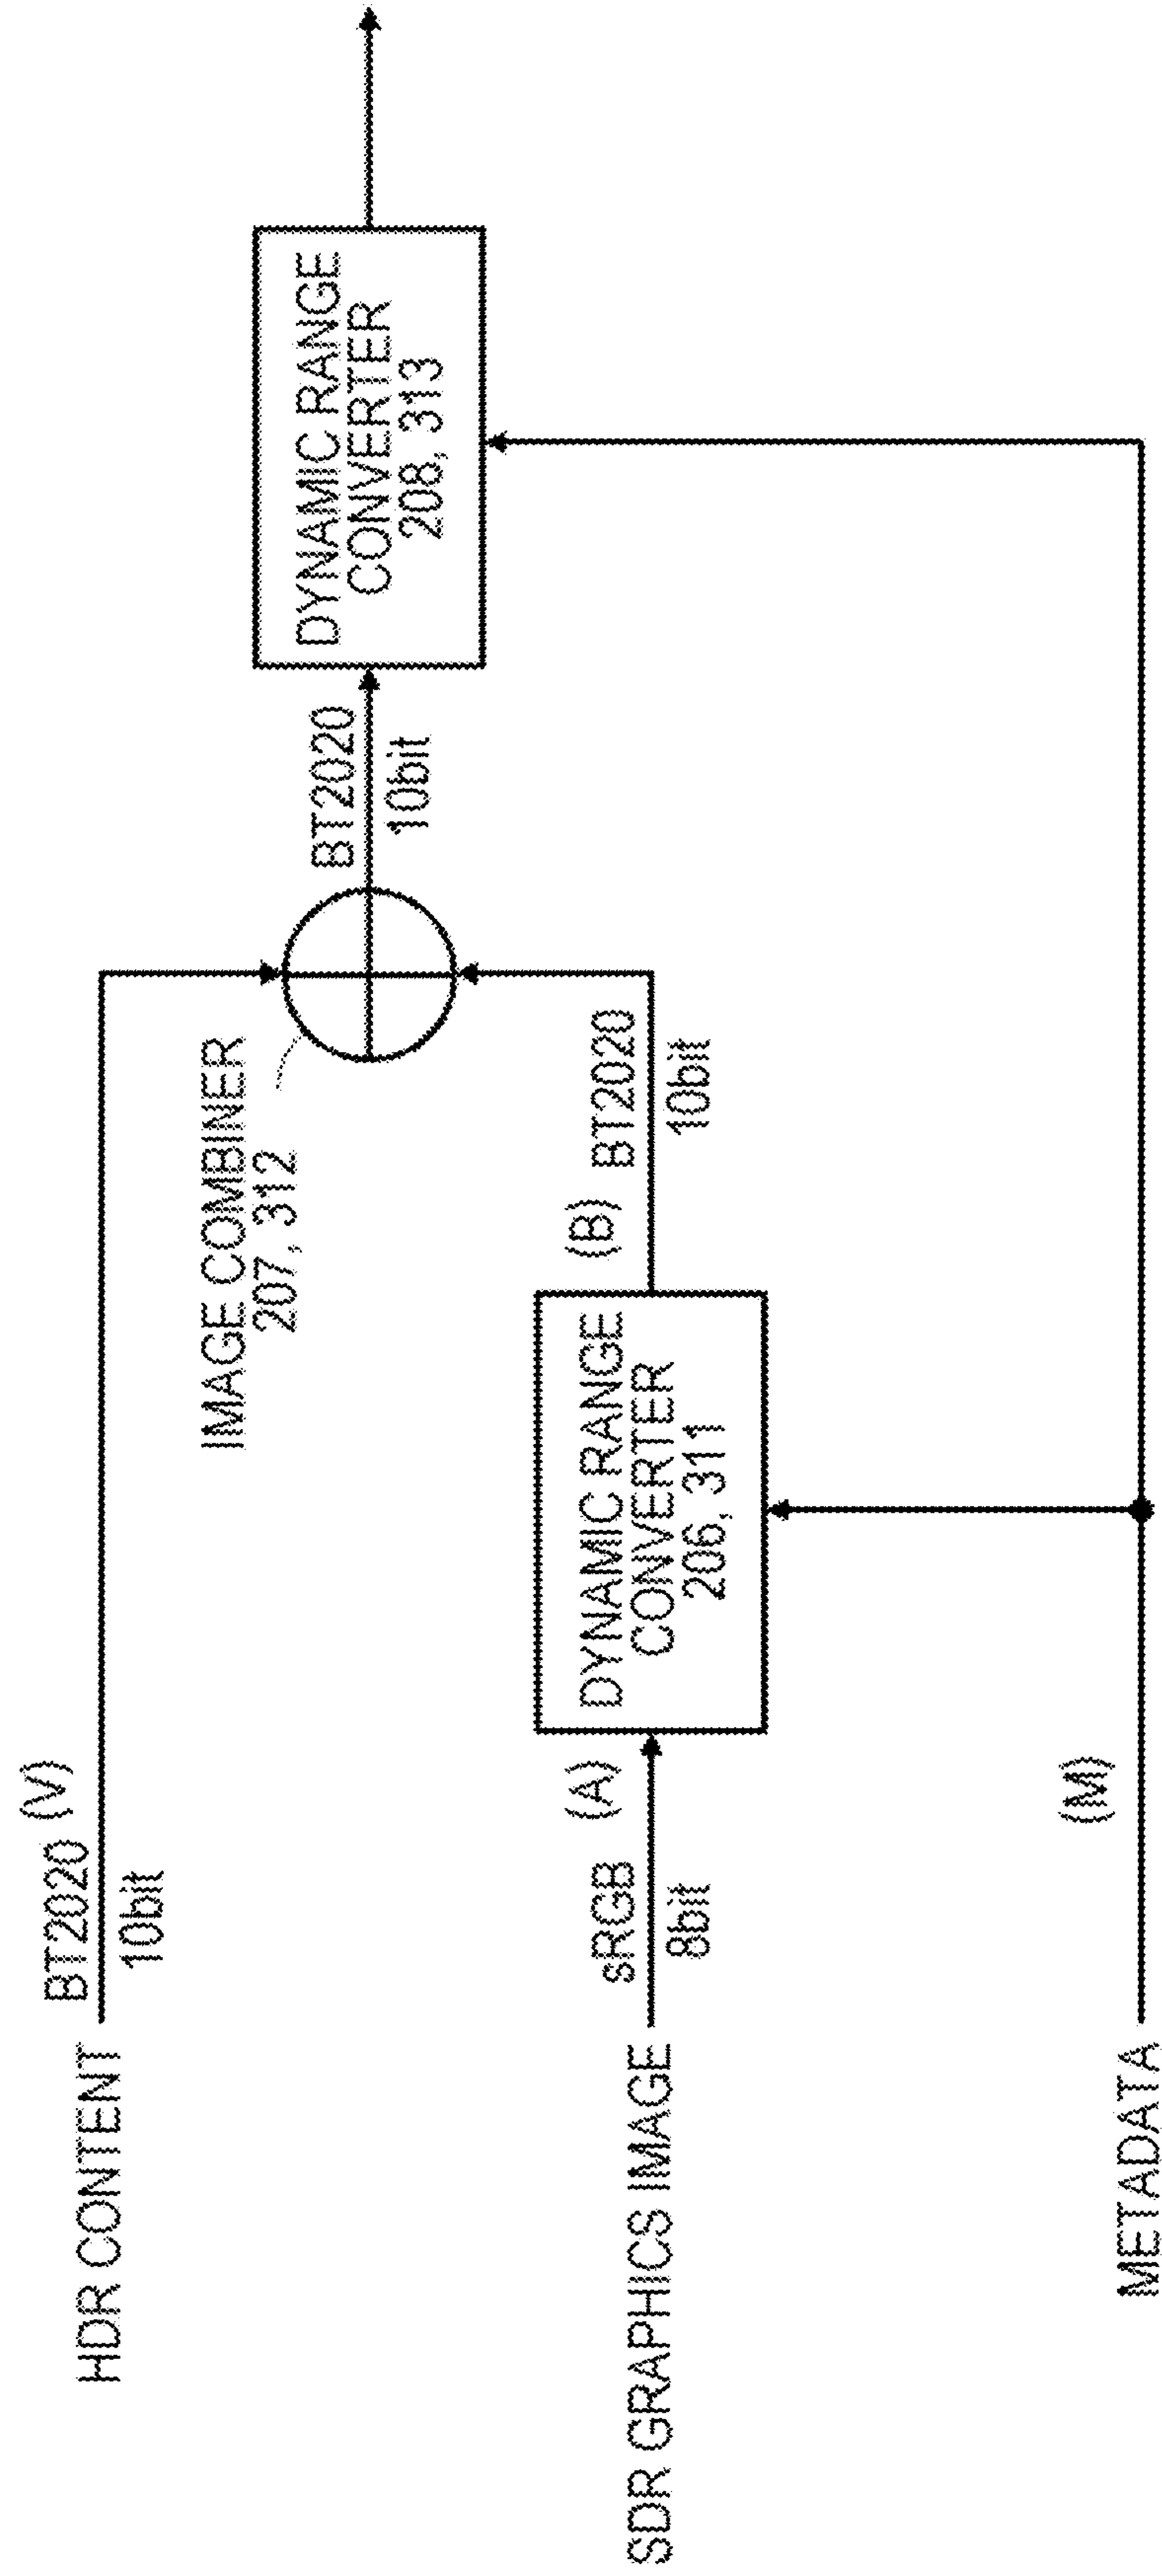 HDR CONTENT
BT2020 (V)
10bit
IMAGE COMBINER
207, 312
BT2020
10bit
DYNAMIC RANGE
CONVERTER
208, 313
SDR GRAPHICS IMAGE
sRGB (A)
8bit
DYNAMIC RANGE
CONVERTER
206, 311
(B) BT2020
10bit
METADATA
(M)